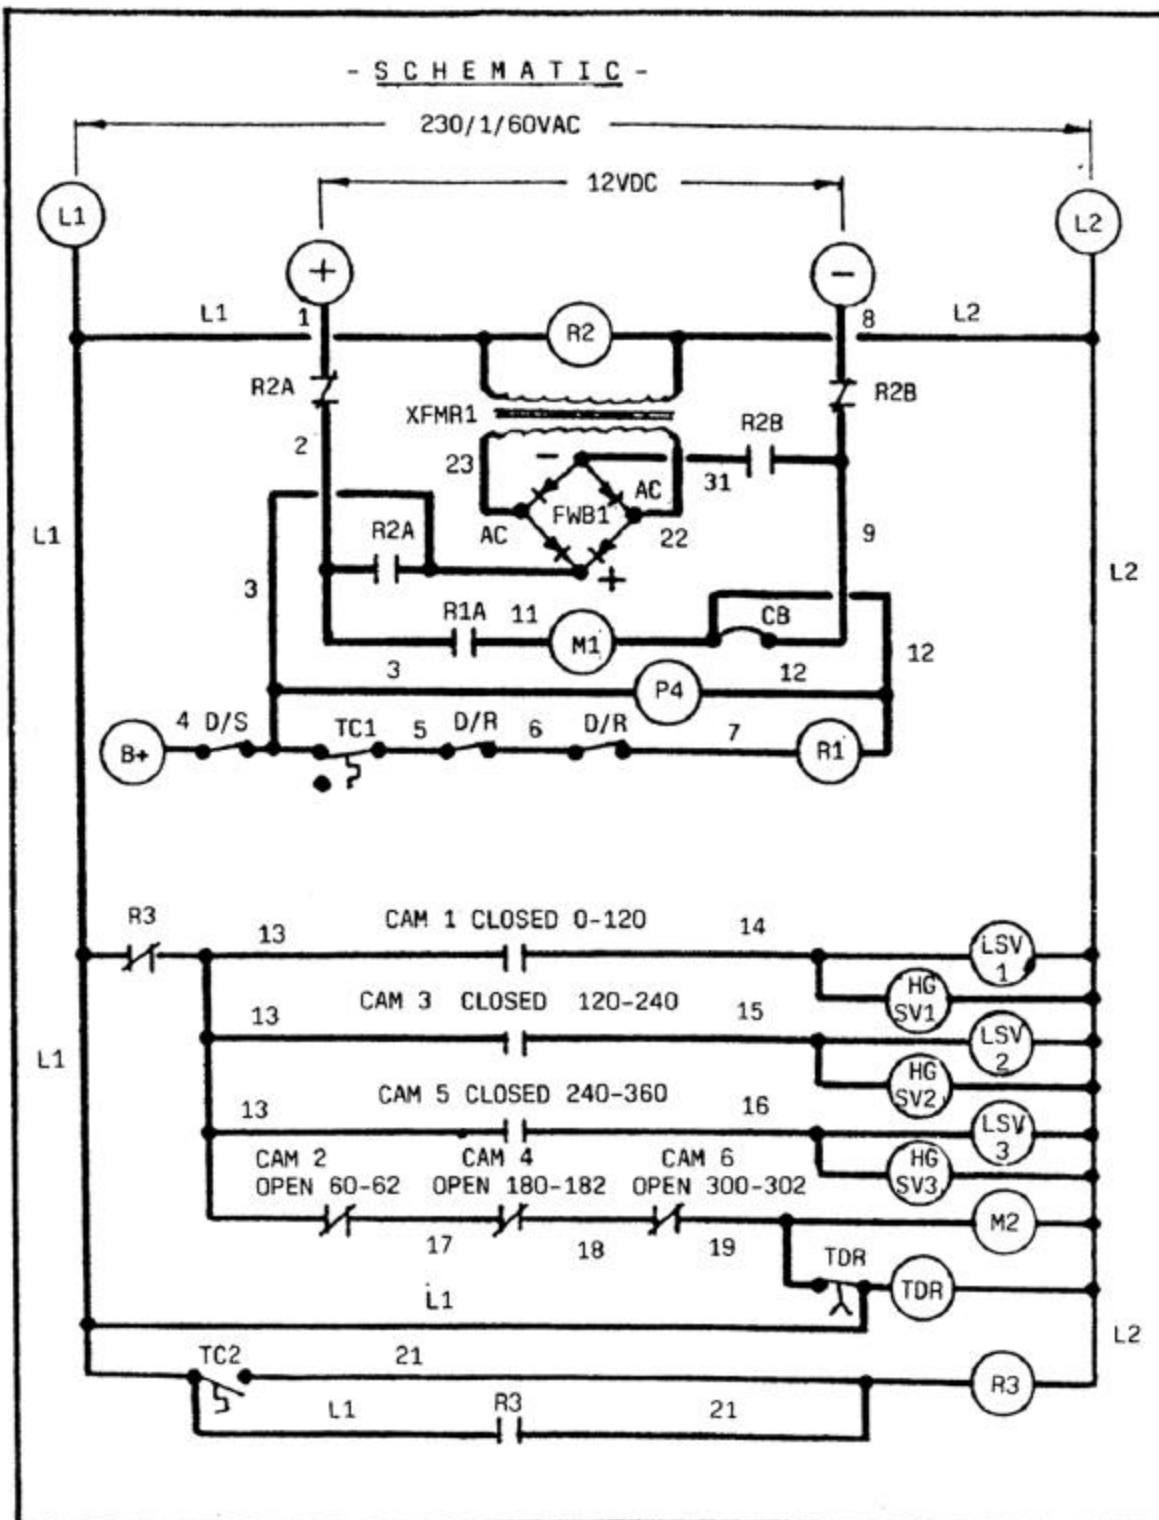 - SCHEMATIC -
230/1/60VAC
12VDC
L1
L2
+
−
L1
1
R2
8
L2
R2A
R2B
XFMR1
R2B
2
23
−
31
AC
FWB1
L1
R2A
AC
22
9
L2
+
3
R1A
11
M1
CB
12
3
P4
12
B+
4
D/S
TC1
5
D/R
6
D/R
7
R1
R3
13
CAM 1 CLOSED 0-120
14
LSV 1
HG SV1
13
CAM 3 CLOSED 120-240
15
LSV 2
HG SV2
L1
13
CAM 5 CLOSED 240-360
16
LSV 3
HG SV3
CAM 2
OPEN 60-62
CAM 4
OPEN 180-182
CAM 6
OPEN 300-302
17
18
19
M2
TDR
TDR
L1
L2
TC2
21
R3
L1
R3
21